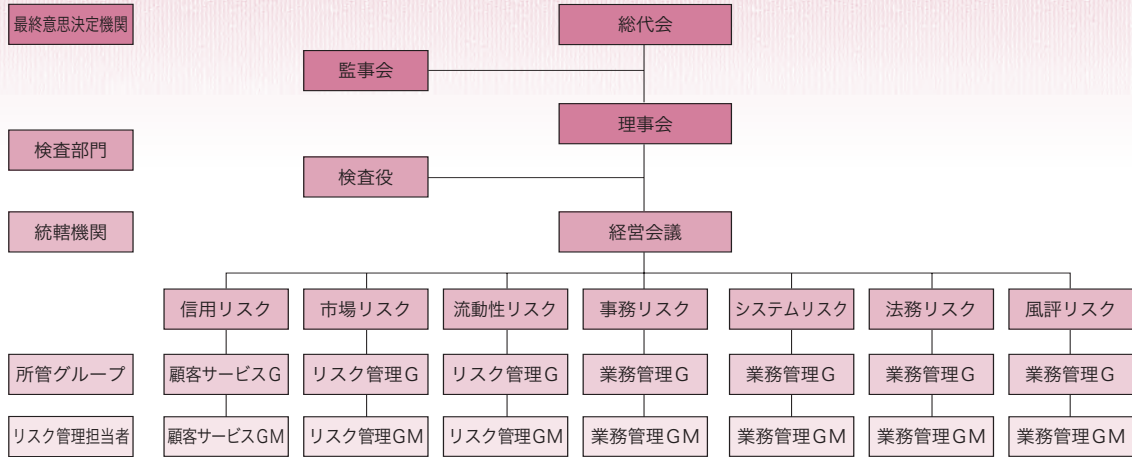 最終意思決定機関
総代会
監事会
理事会
検査部門
検査役
統轄機関
経営会議
信用リスク
市場リスク
流動性リスク
事務リスク
システムリスク
法務リスク
風評リスク
所管グループ
顧客サービスG
リスク管理G
リスク管理G
業務管理G
業務管理G
業務管理G
業務管理G
リスク管理担当者
顧客サービスGM
リスク管理GM
リスク管理GM
業務管理GM
業務管理GM
業務管理GM
業務管理GM